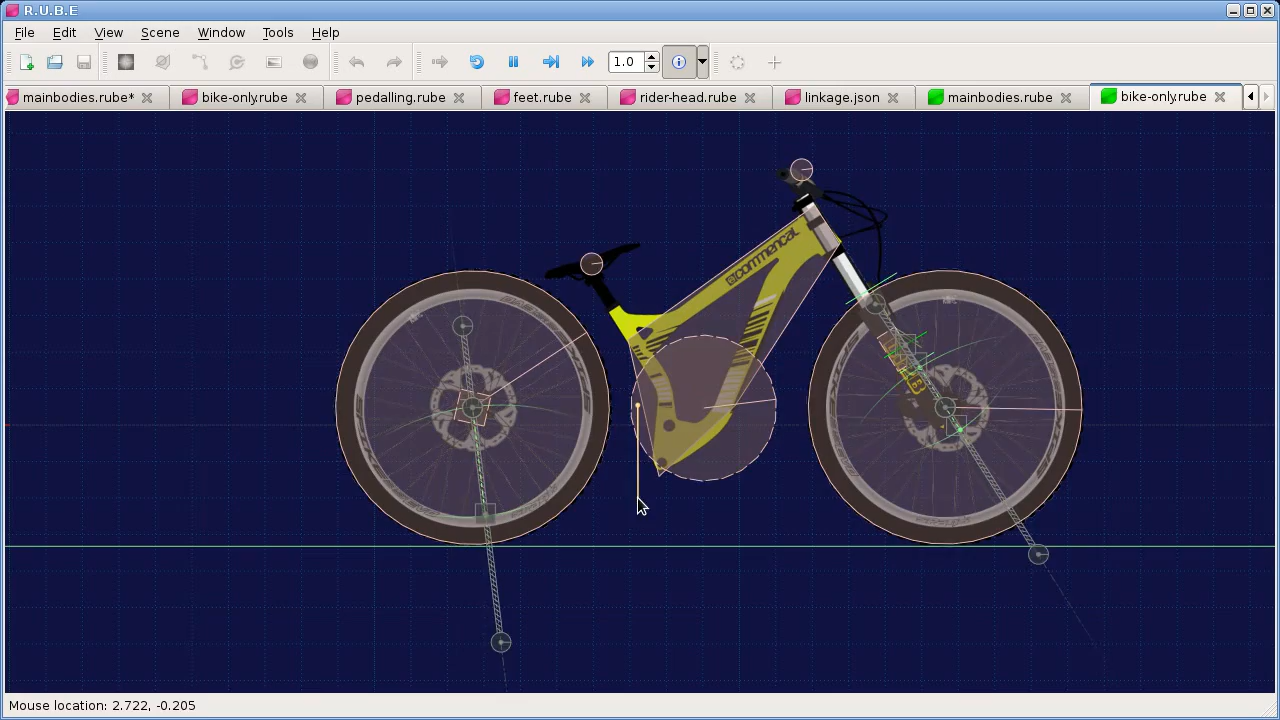 R.U.B.E
File Edit View Scene Window Tools Help
1.0
mainbodies.rube* bike-only.rube pedalling.rube feet.rube rider-head.rube linkage.json mainbodies.rube bike-only.rube
commencal
Mouse location: 2.722, -0.205